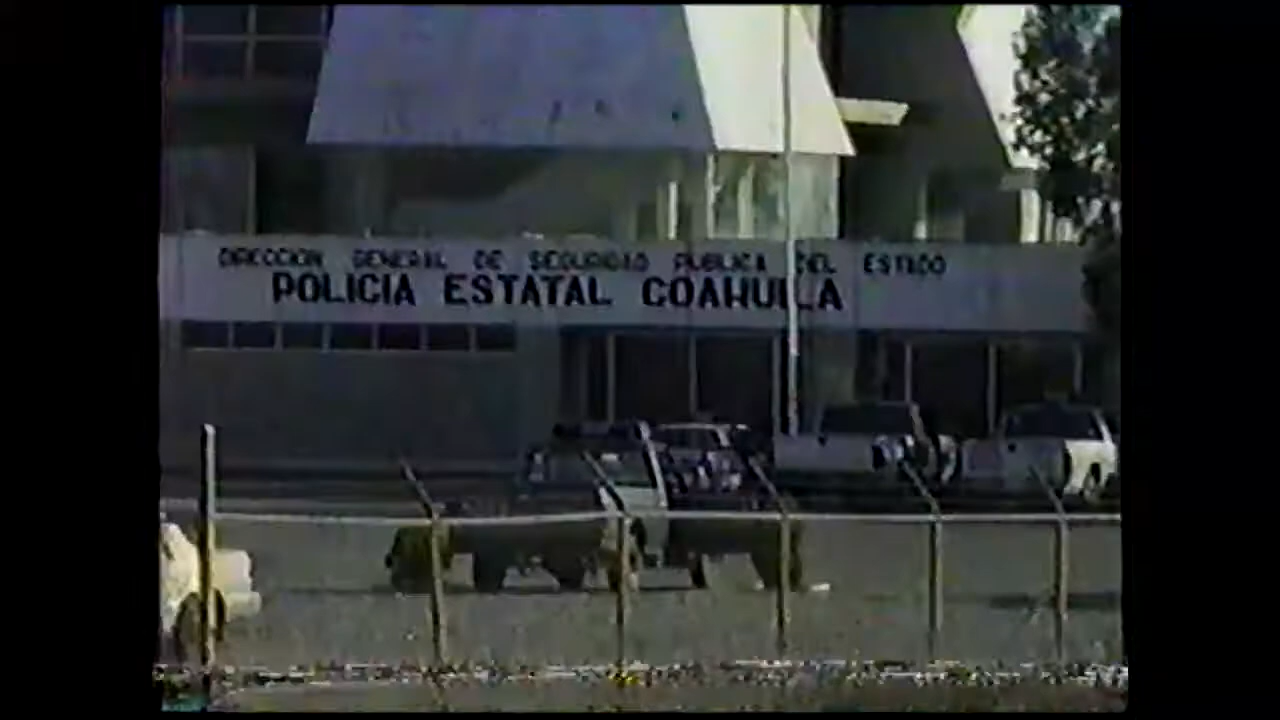 DIRECCION GENERAL DE SEGURIDAD PUBLICA DEL ESTADO
POLICIA ESTATAL COAHUILA